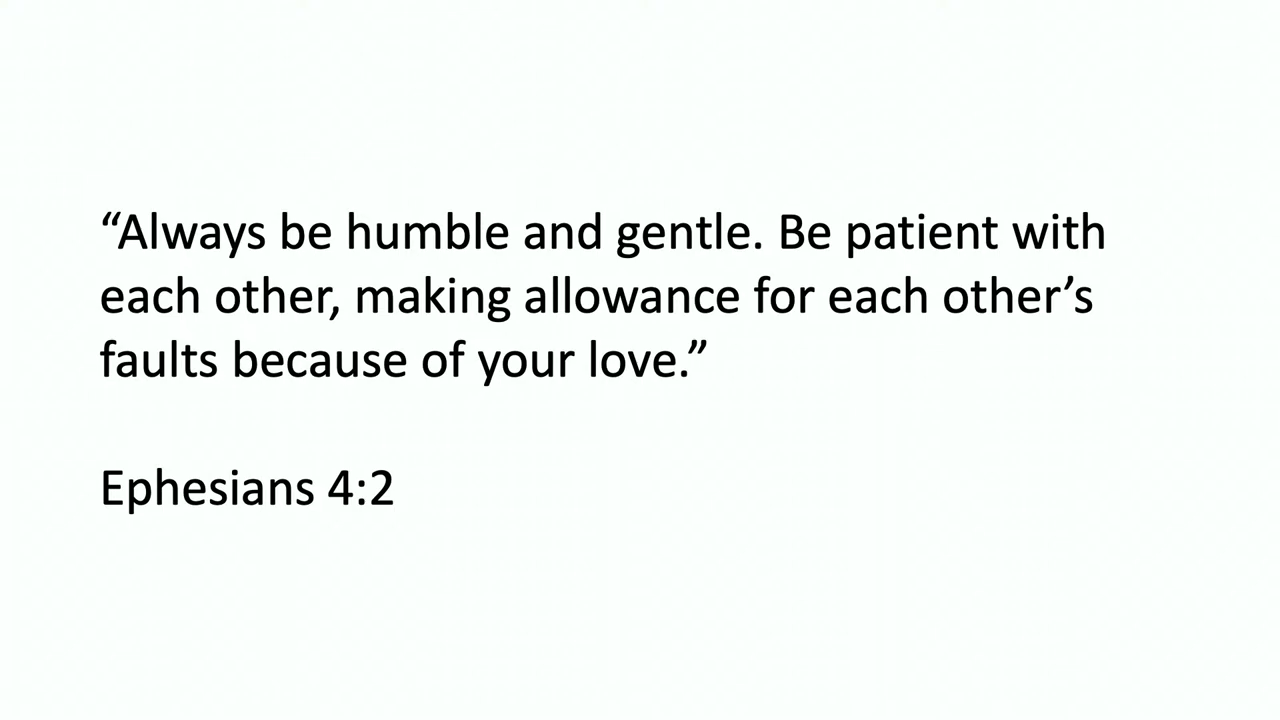 “Always be humble and gentle. Be patient with
each other, making allowance for each other’s
faults because of your love.”
Ephesians 4:2